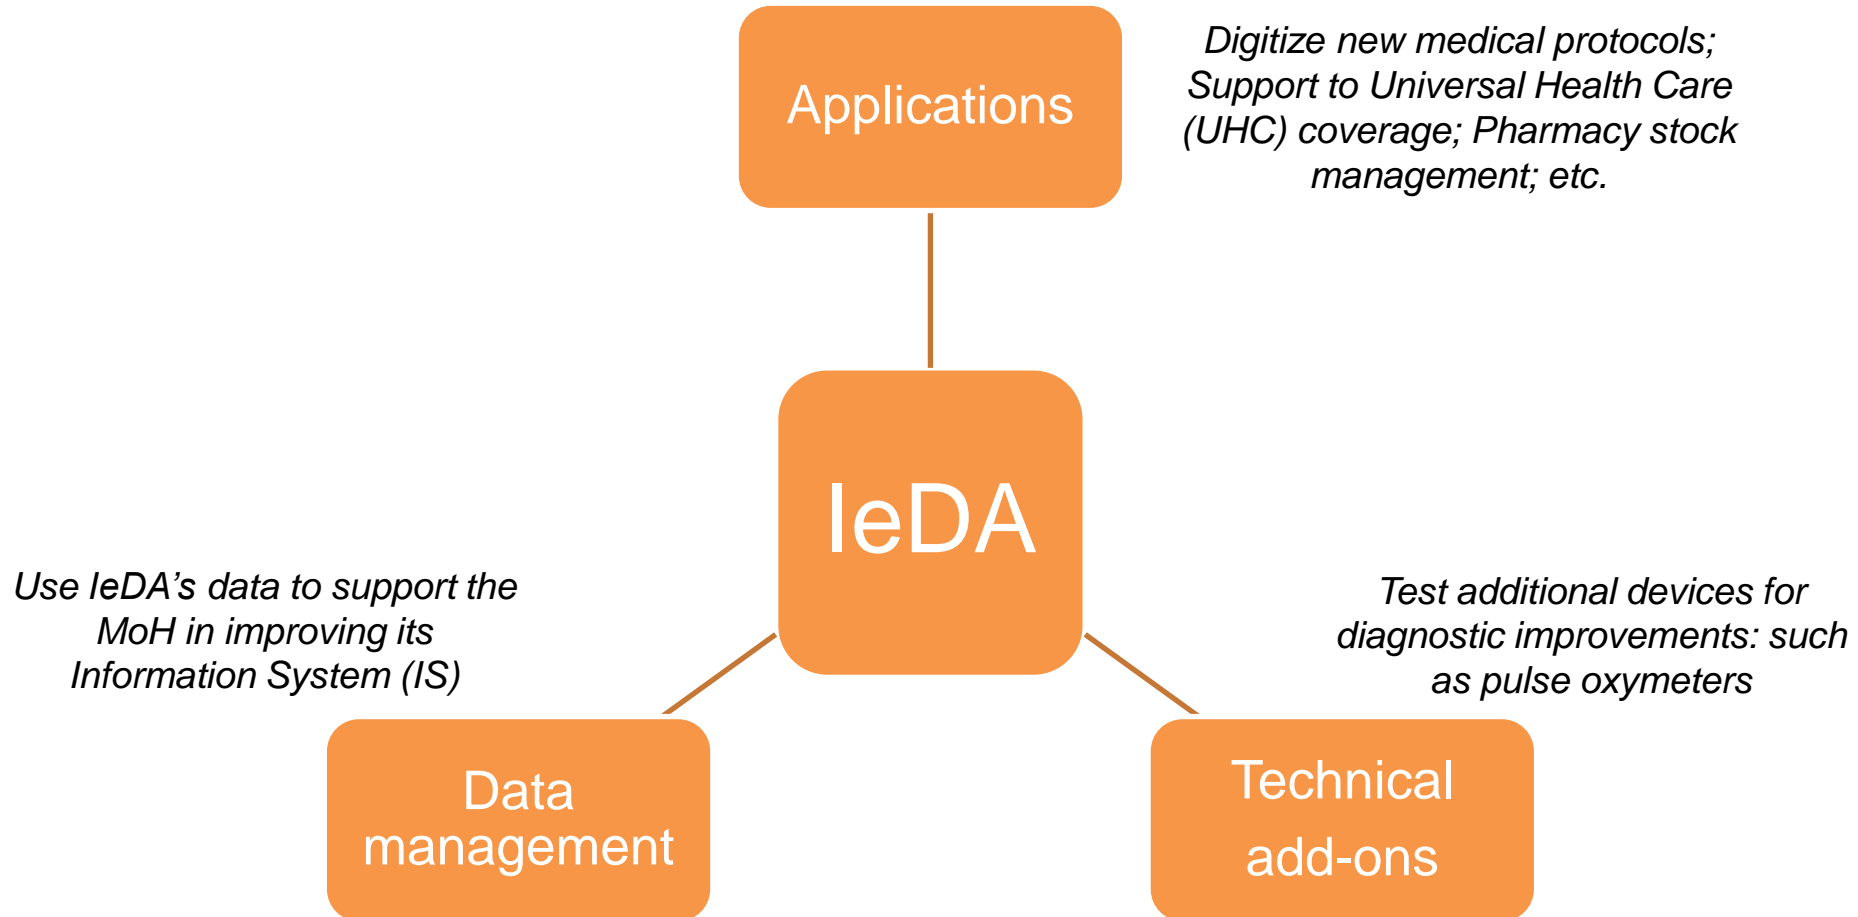 Applications
Digitize new medical protocols;
Support to Universal Health Care
(UHC) coverage; Pharmacy stock
management; etc.
IeDA
Use IeDA’s data to support the
MoH in improving its
Information System (IS)
Test additional devices for
diagnostic improvements: such
as pulse oxymeters
Data
management
Technical
add-ons